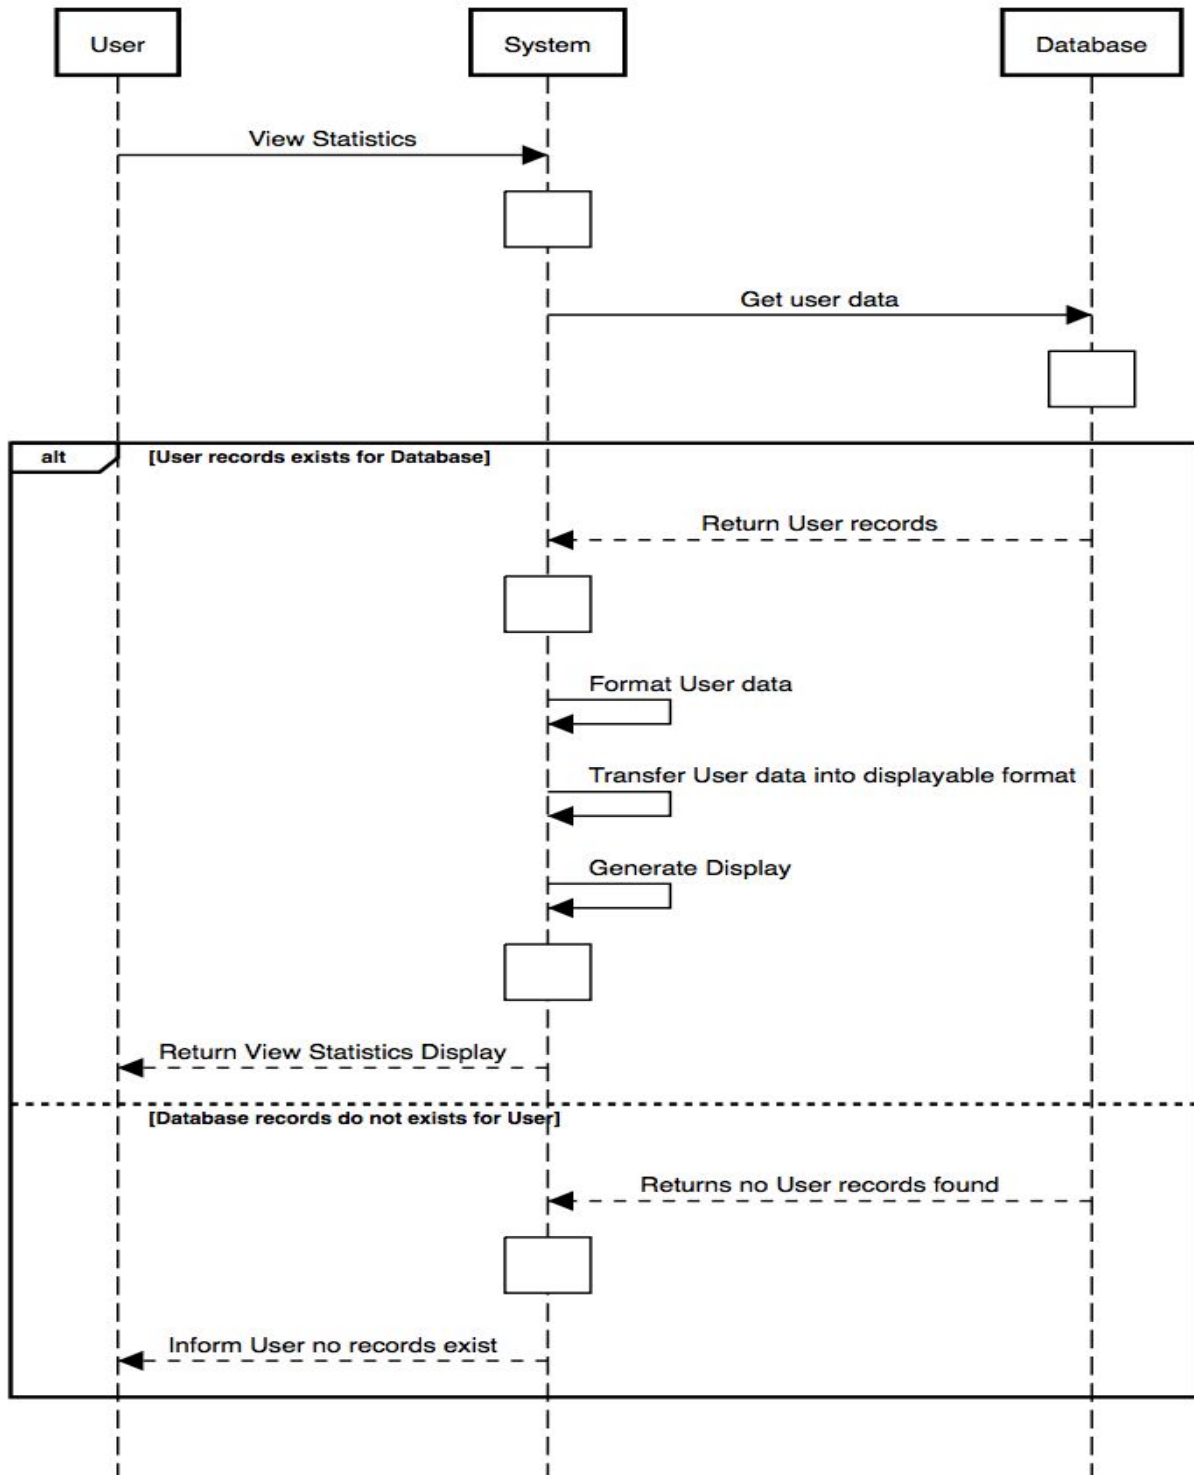 User
System
Database
View Statistics
Get user data
alt
[User records exists for Database]
Return User records
Format User data
Transfer User data into displayable format
Generate Display
Return View Statistics Display
[Database records do not exists for User]
Returns no User records found
Inform User no records exist